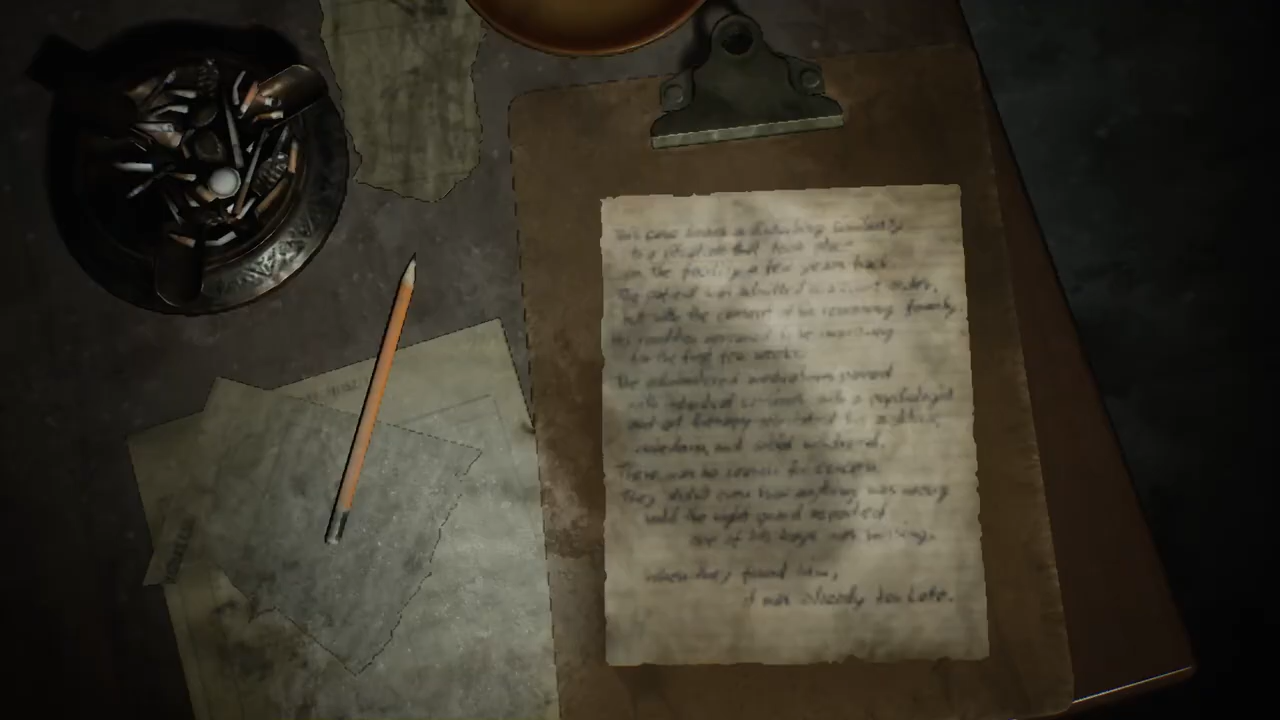 This case bears a disturbing similarity
to a situation that took place
in the facility a few years back
The patient was admitted on a court order,
but with the consent of his remaining family.
His condition seemed to be improving
for the first few weeks.
The administered medications
with individual sessions with a psychologist
and art therapy
and
There was no reason for concern
They didn't even know anything was wrong
until the night guard reported
one of his keys was missing.
when they found him,
it was already too late.